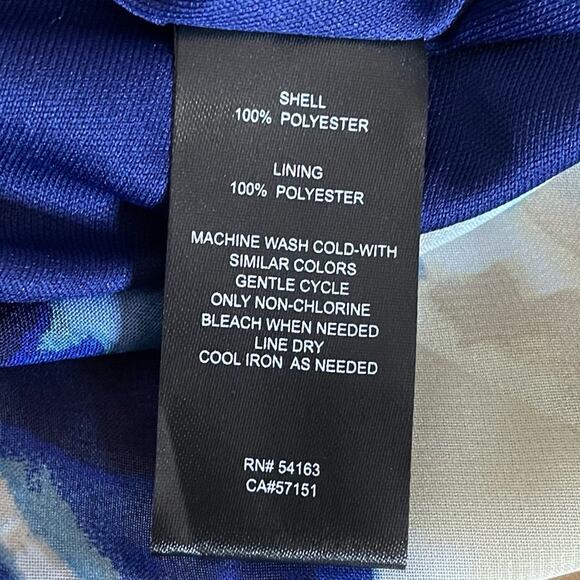 SHELL
100% POLYESTER
LINING
100% POLYESTER
MACHINE WASH COLD-WITH
SIMILAR COLORS
GENTLE CYCLE
ONLY NON-CHLORINE
BLEACH WHEN NEEDED
LINE DRY
COOL IRON AS NEEDED
RN# 54163
CA#57151